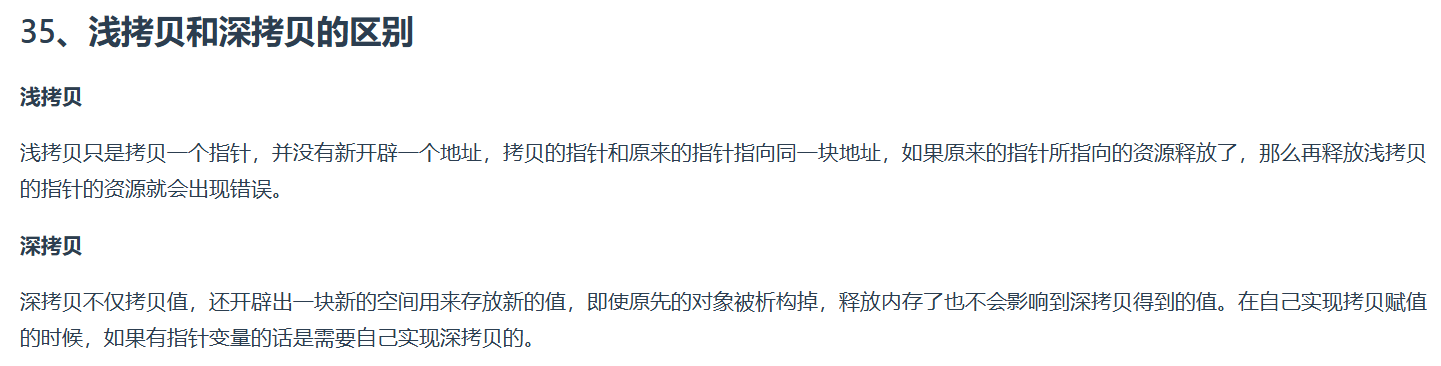 35、浅拷贝和深拷贝的区别
浅拷贝
浅拷贝只是拷贝一个指针，并没有新开辟一个地址，拷贝的指针和原来的指针指向同一块地址，如果原来的指针所指向的资源释放了，那么再释放浅拷贝
的指针的资源就会出现错误。
深拷贝
深拷贝不仅拷贝值，还开辟出一块新的空间用来存放新的值，即使原先的对象被析构掉，释放内存了也不会影响到深拷贝得到的值。在自己实现拷贝赋值
的时候，如果有指针变量的话是需要自己实现深拷贝的。